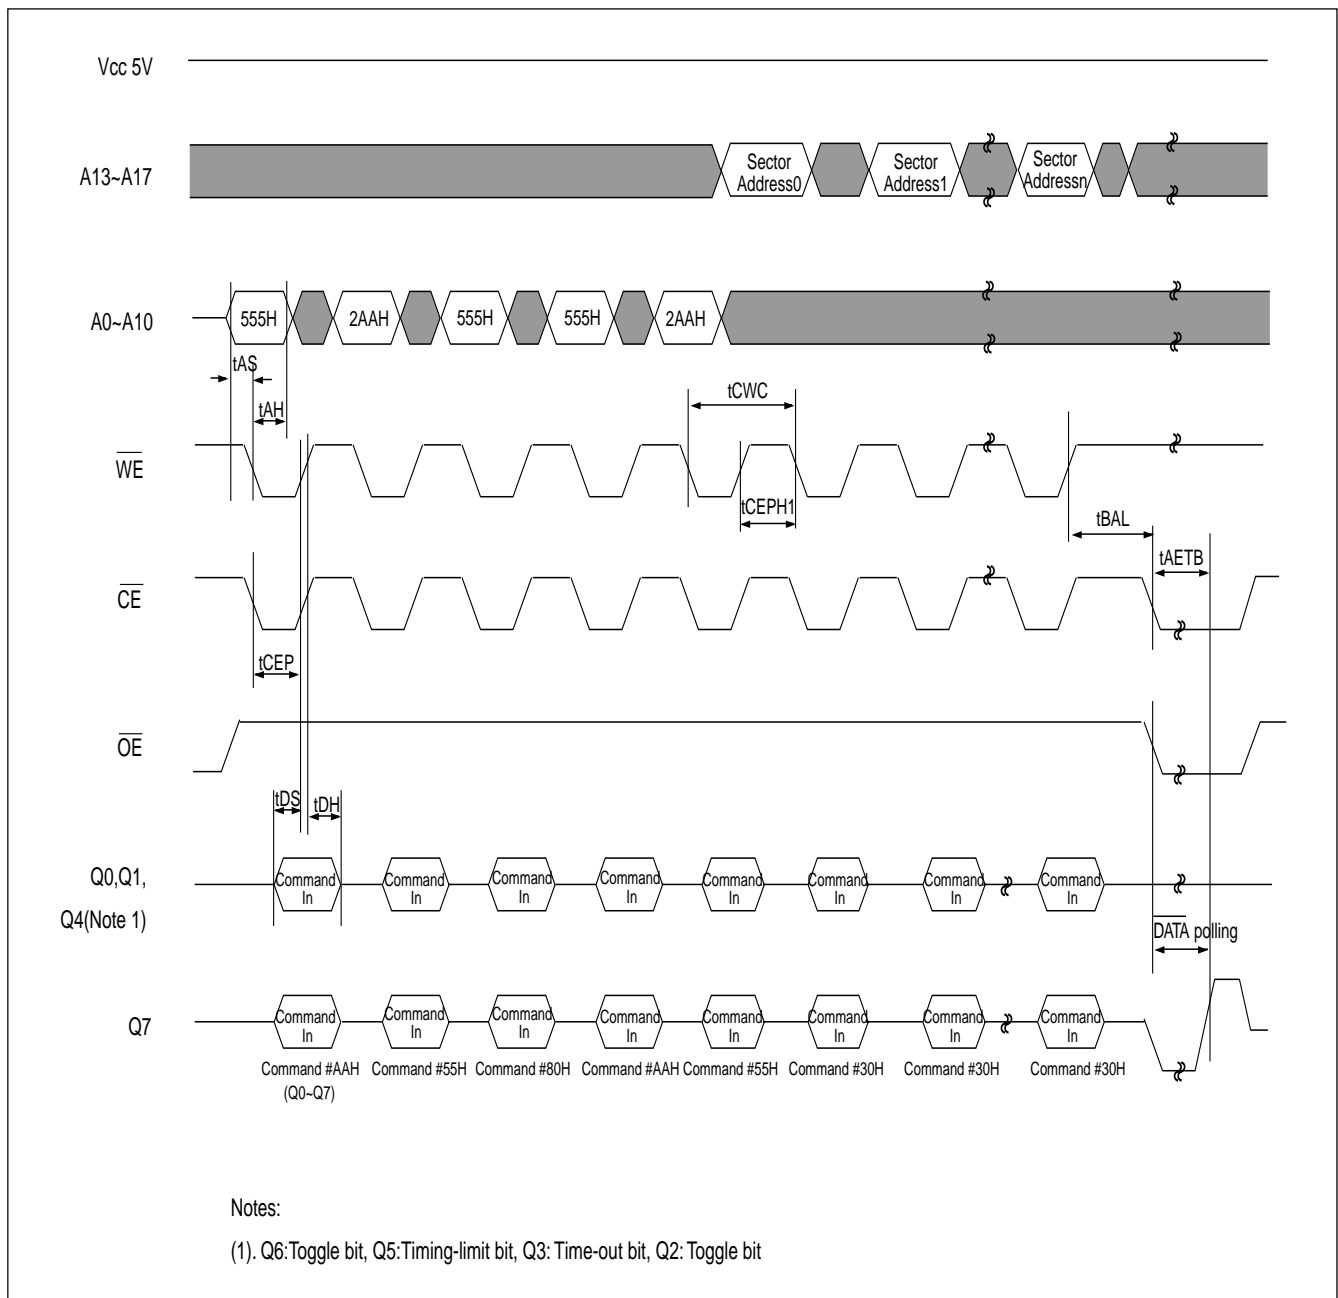 Vcc 5V
A13~A17
Sector
Address0
Sector
Address1
Sector
Addressn
A0~A10
555H
2AAH
555H
555H
2AAH
tAS
tAH
tCWC
WE
tCEPH1
tBAL
tAETB
CE
tCEP
OE
tDS
tDH
Q0,Q1,
Q4(Note 1)
Command
In
Command
In
Command
In
Command
In
Command
In
Command
In
Command
In
Command
In
DATA polling
Q7
Command
In
Command
In
Command
In
Command
In
Command
In
Command
In
Command
In
Command
In
Command #AAH
(Q0~Q7)
Command #55H
Command #80H
Command #AAH
Command #55H
Command #30H
Command #30H
Command #30H
Notes:
(1). Q6:Toggle bit, Q5:Timing-limit bit, Q3: Time-out bit, Q2: Toggle bit